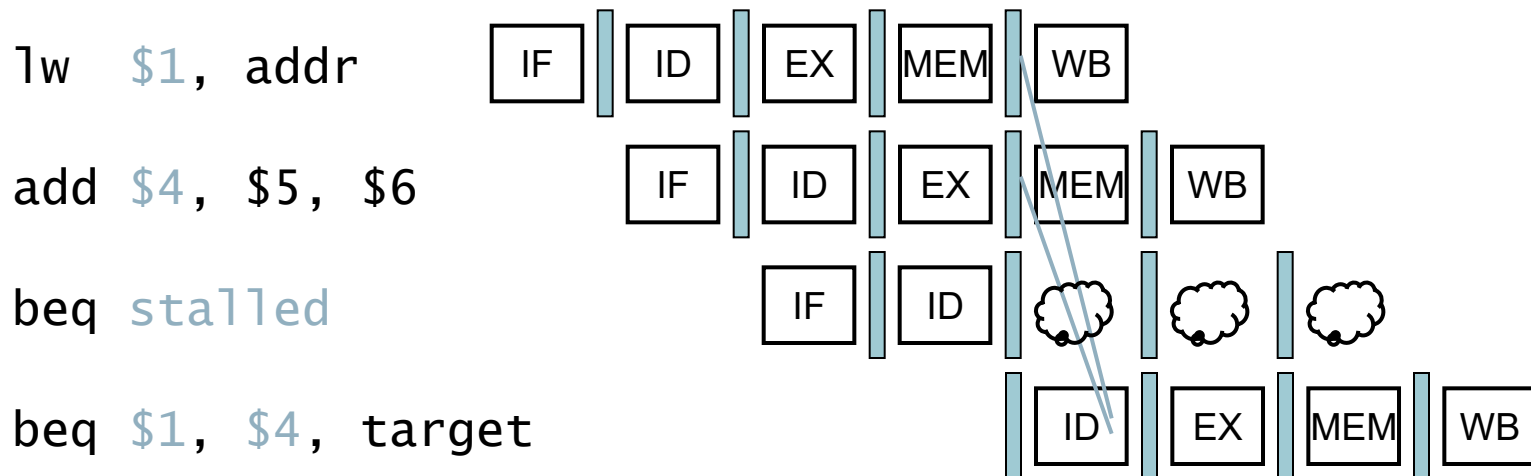 lw $1, addr IF ID EX MEM WB
add $4, $5, $6 IF ID EX MEM WB
beq stalled IF ID
beq $1, $4, target ID EX MEM WB